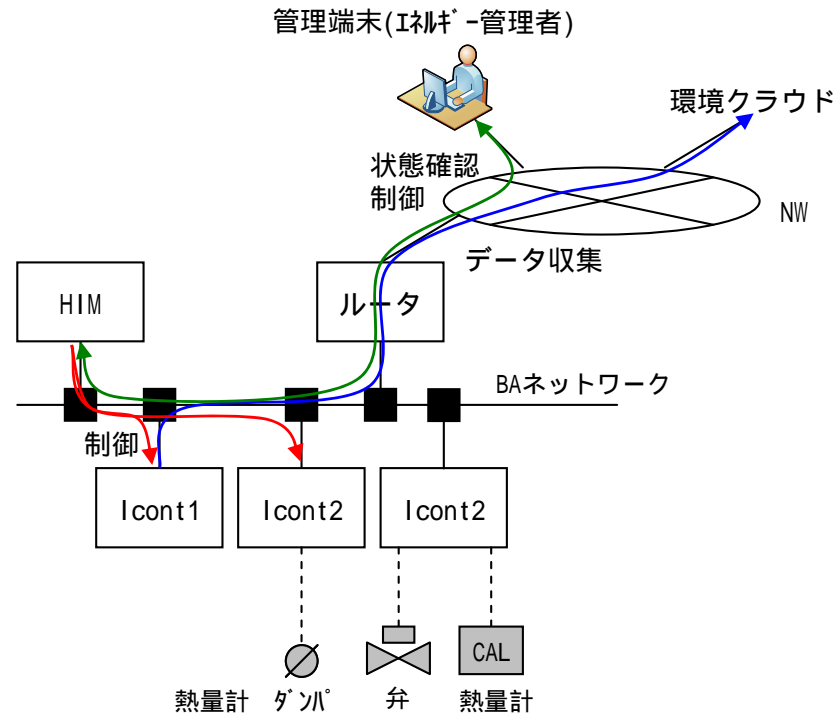 管理端末(ｴﾈﾙｷﾞｰ管理者)
環境クラウド
状態確認
制御
NW
データ収集
HIM
ルータ
BAネットワーク
制御
Icont1
Icont2
Icont2
CAL
熱量計
ﾀﾞﾝﾊﾟ
弁
熱量計